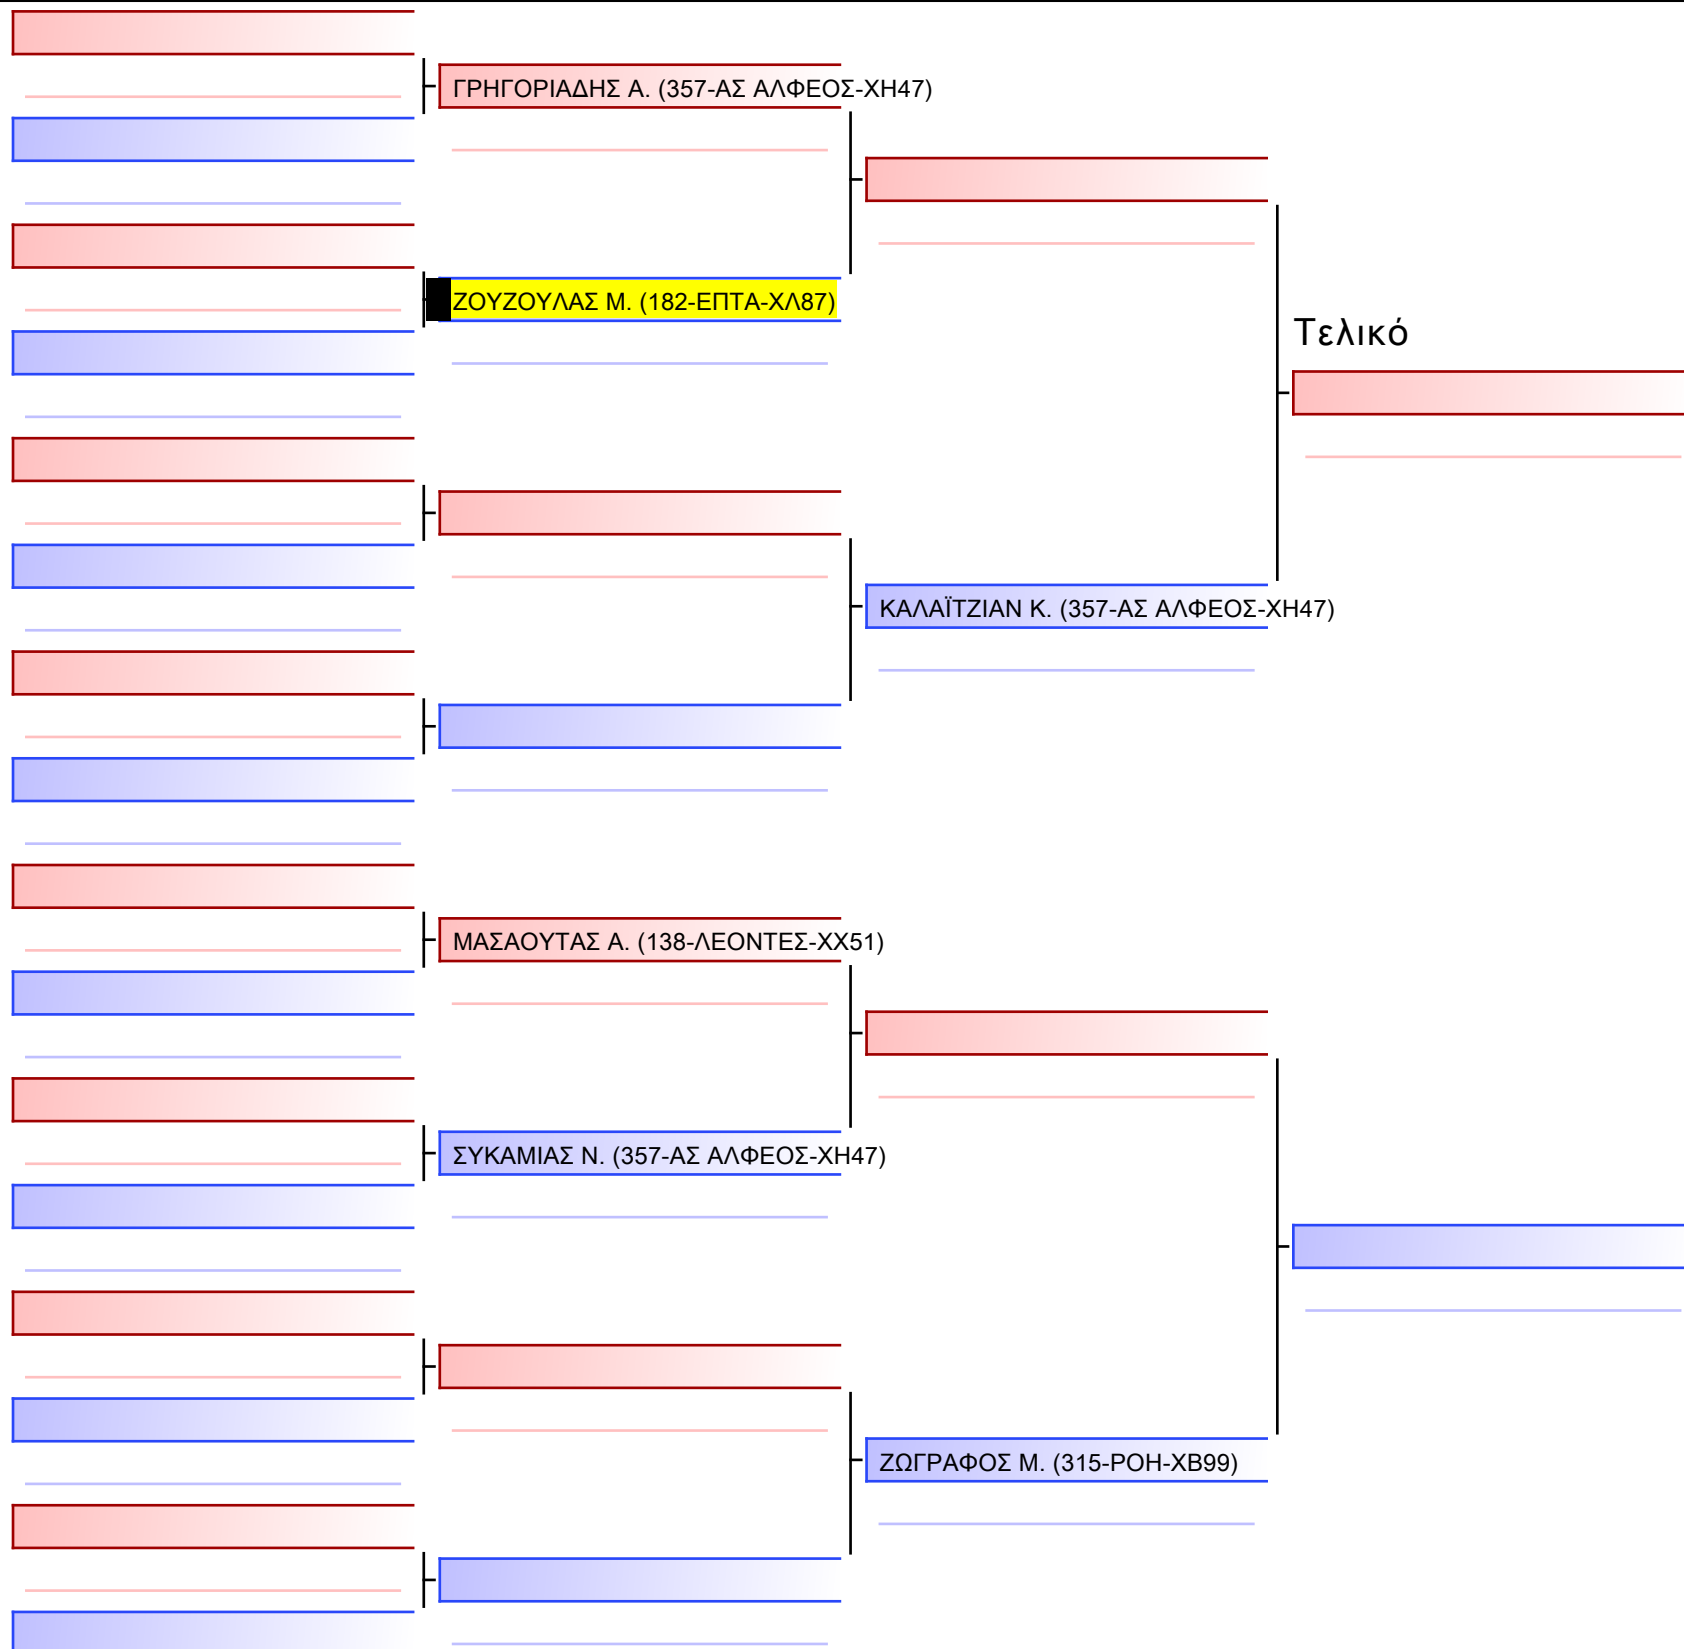 ΓΡΗΓΟΡΙΑΔΗΣ Α. (357-ΑΣ ΑΛΦΕΟΣ-ΧΗ47)
ΖΟΥΖΟΥΛΑΣ Μ. (182-ΕΠΤΑ-ΧΛ87)
Τελικό
ΚΑΛΑΪΤΖΙΑΝ Κ. (357-ΑΣ ΑΛΦΕΟΣ-ΧΗ47)
ΜΑΣΑΟΥΤΑΣ Α. (138-ΛΕΟΝΤΕΣ-ΧΧ51)
ΣΥΚΑΜΙΑΣ Ν. (357-ΑΣ ΑΛΦΕΟΣ-ΧΗ47)
ΖΩΓΡΑΦΟΣ Μ. (315-ΡΟΗ-ΧΒ99)